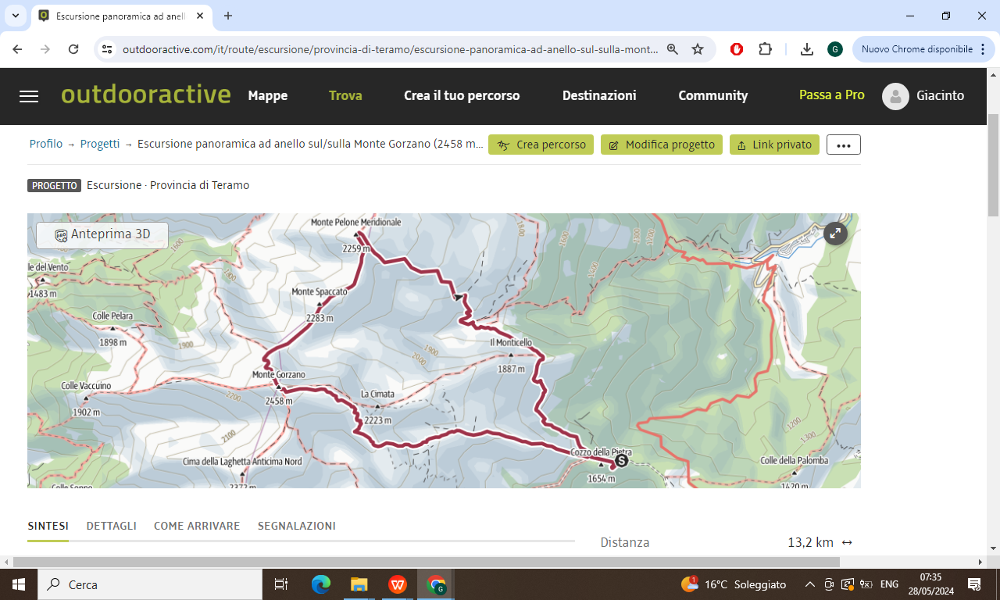 Escursione panoramica ad anell
outdooractive.com/it/route/escursione/provincia-di-teramo/escursione-panoramica-ad-anello-sul-sulla-mont...
G
Nuovo Chrome disponibile
outdooractive
Mappe
Trova
Crea il tuo percorso
Destinazioni
Community
Passa a Pro
Giacinto
Profilo → Progetti → Escursione panoramica ad anello sul/sulla Monte Gorzano (2458 m...
Crea percorso
Modifica progetto
Link privato
PROGETTO Escursione · Provincia di Teramo
Anteprima 3D
Monte Pelone Meridionale
2259 m
1600
1800
1600
1300
1200
1400
le del Vento
1483 m
Monte Spaccato
2283 m
Colle Pelara
1898 m
1900
1900
2000
Il Monticello
1887 m
Monte Gorzano
2458 m
Colle Vaccuino
1902 m
2200
La Cimata
2223 m
2100
1200
1300
Cozzo della Pietra
S
1654 m
Cima della Laghetta Anticima Nord
2372 m
Colle della Palomba
1420 m
SINTESI
DETTAGLI
COME ARRIVARE
SEGNALAZIONI
Distanza
13,2 km
Cerca
W
G
1
16°C Soleggiato
ENG
07:35
28/05/2024